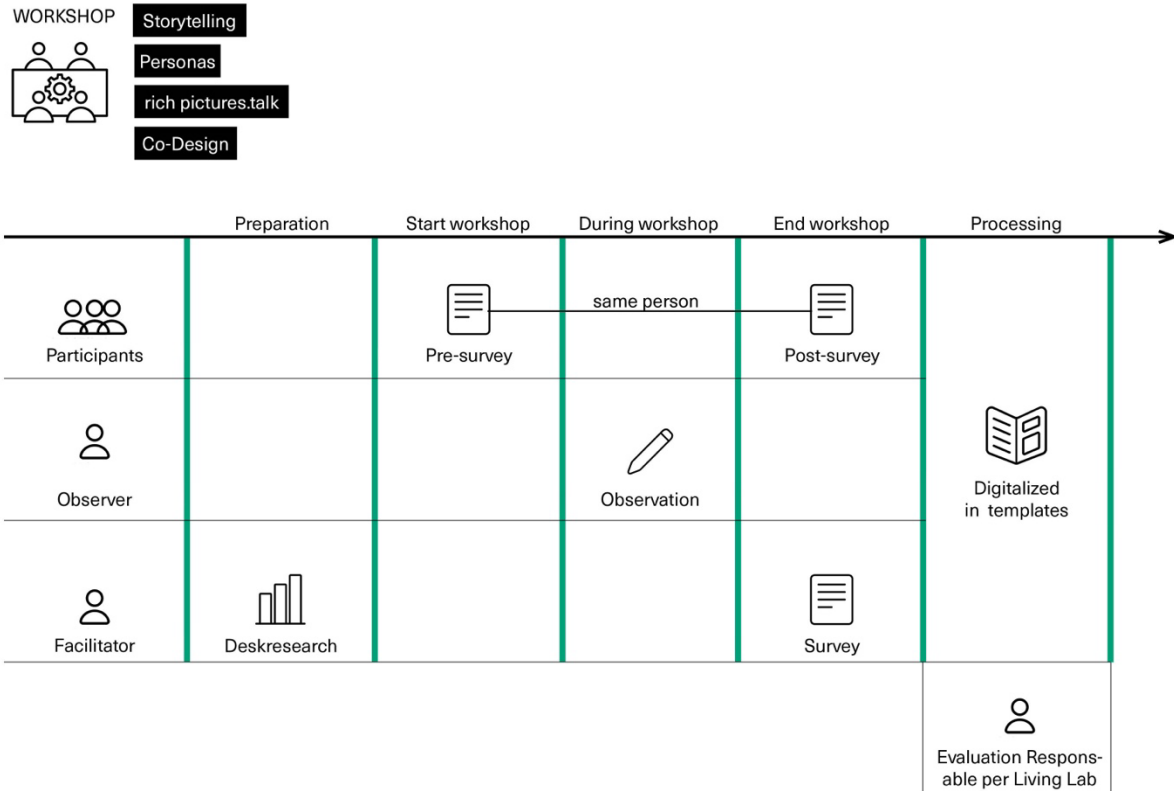 WORKSHOP
Storytelling
Personas
rich pictures.talk
Co-Design
Preparation
Start workshop
During workshop
End workshop
Processing
same person
Participants
Pre-survey
Post-survey
Observer
Observation
Digitalized
in templates
Facilitator
Deskresearch
Survey
Evaluation Respons-
able per Living Lab